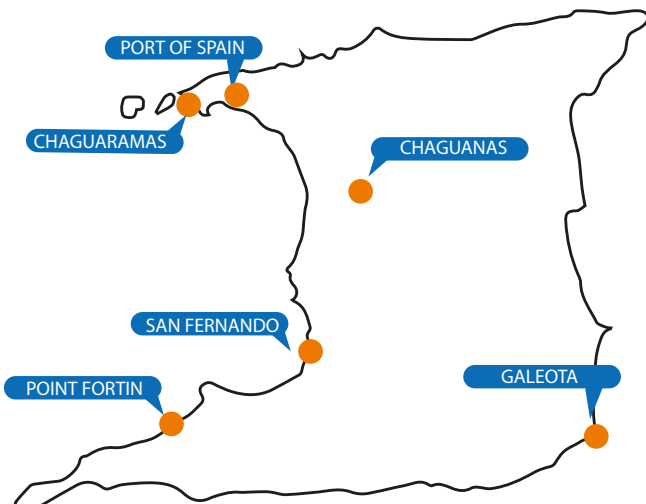 PORT OF SPAIN
CHAGUARAMAS
CHAGUANAS
SAN FERNANDO
POINT FORTIN
GALEOTA